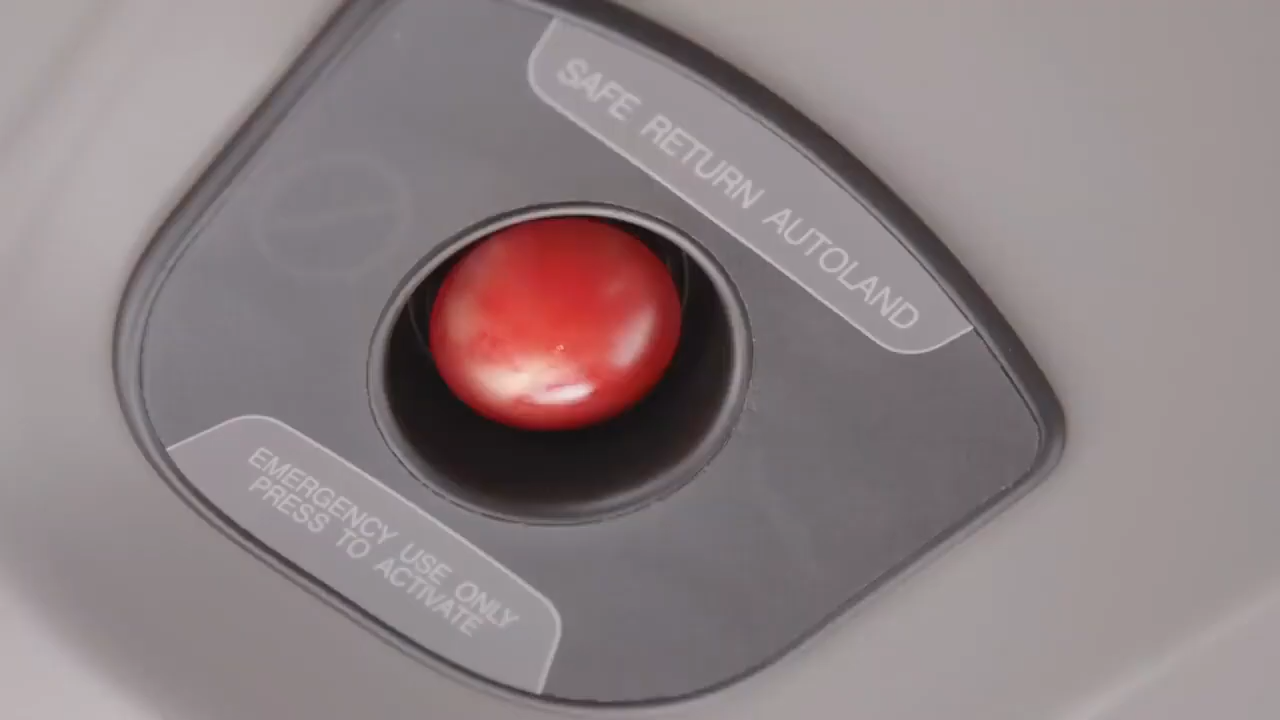 SAFE RETURN AUTOLAND
EMERGENCY USE ONLY
PRESS TO ACTIVATE